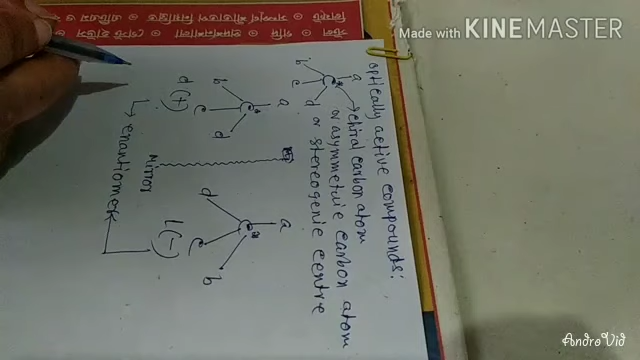 Made with KINEMASTER
optically active compounds:
a
b
c
d
C*
→chiral carbon atom
or asymmetric carbon atom
or stereogenic centre
a
b
C*
c
d
d (+)
Mirror
a
d
C*
c
b
l (-)
↳ enantiomer
AndroVid